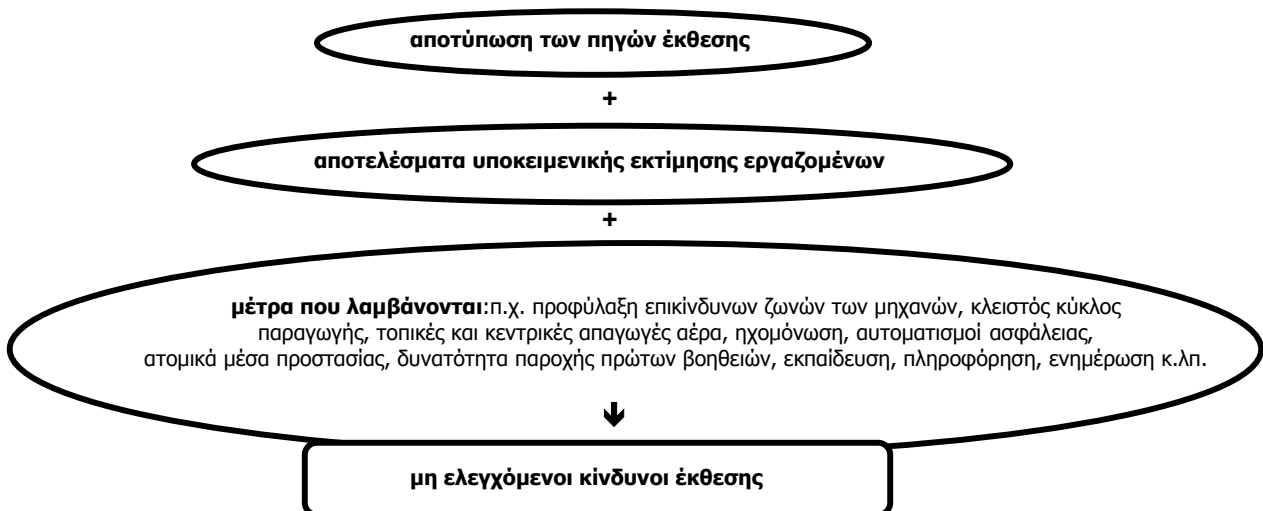 αποτύπωση των πηγών έκθεσης
+
αποτελέσματα υποκειμενικής εκτίμησης εργαζομένων
+
μέτρα που λαμβάνονται:π.χ. προφύλαξη επικίνδυνων ζωνών των μηχανών, κλειστός κύκλος
παραγωγής, τοπικές και κεντρικές απαγωγές αέρα, ηχομόνωση, αυτοματισμοί ασφάλειας,
ατομικά μέσα προστασίας, δυνατότητα παροχής πρώτων βοηθειών, εκπαίδευση, πληροφόρηση, ενημέρωση κ.λπ.
μη ελεγχόμενοι κίνδυνοι έκθεσης